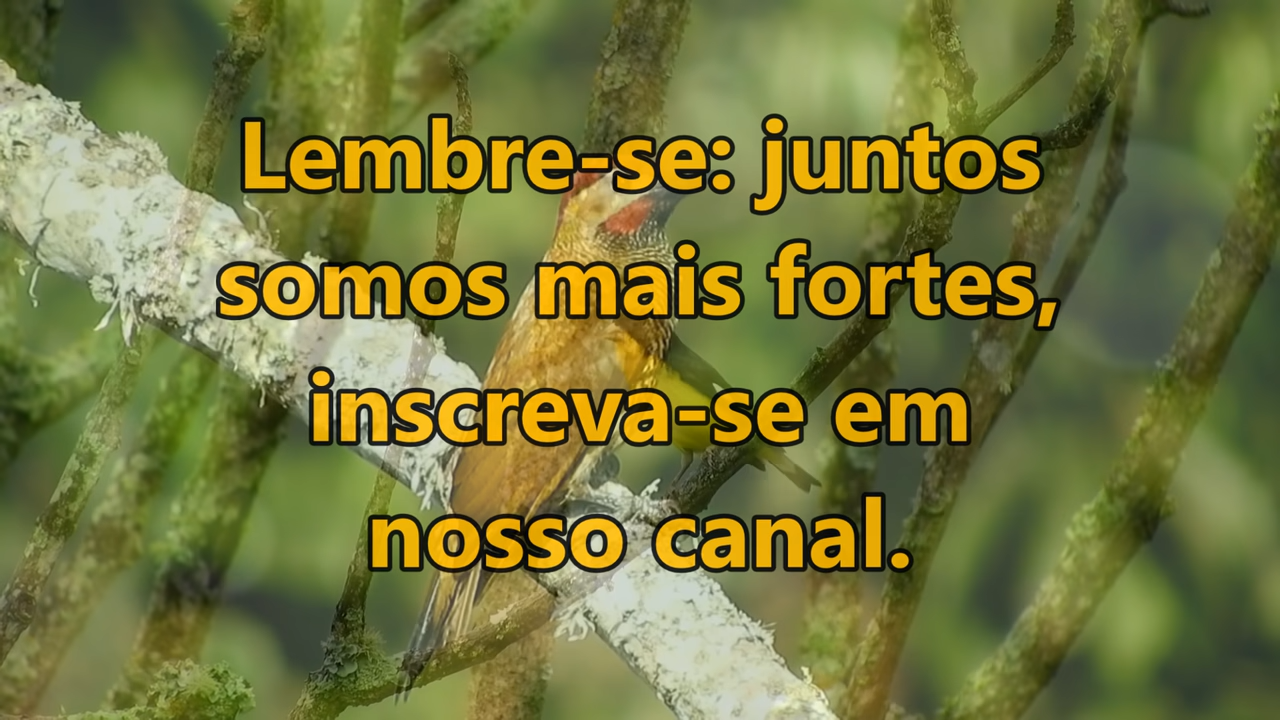 Lembre-se: juntos
somos mais fortes,
inscreva-se em
nosso canal.